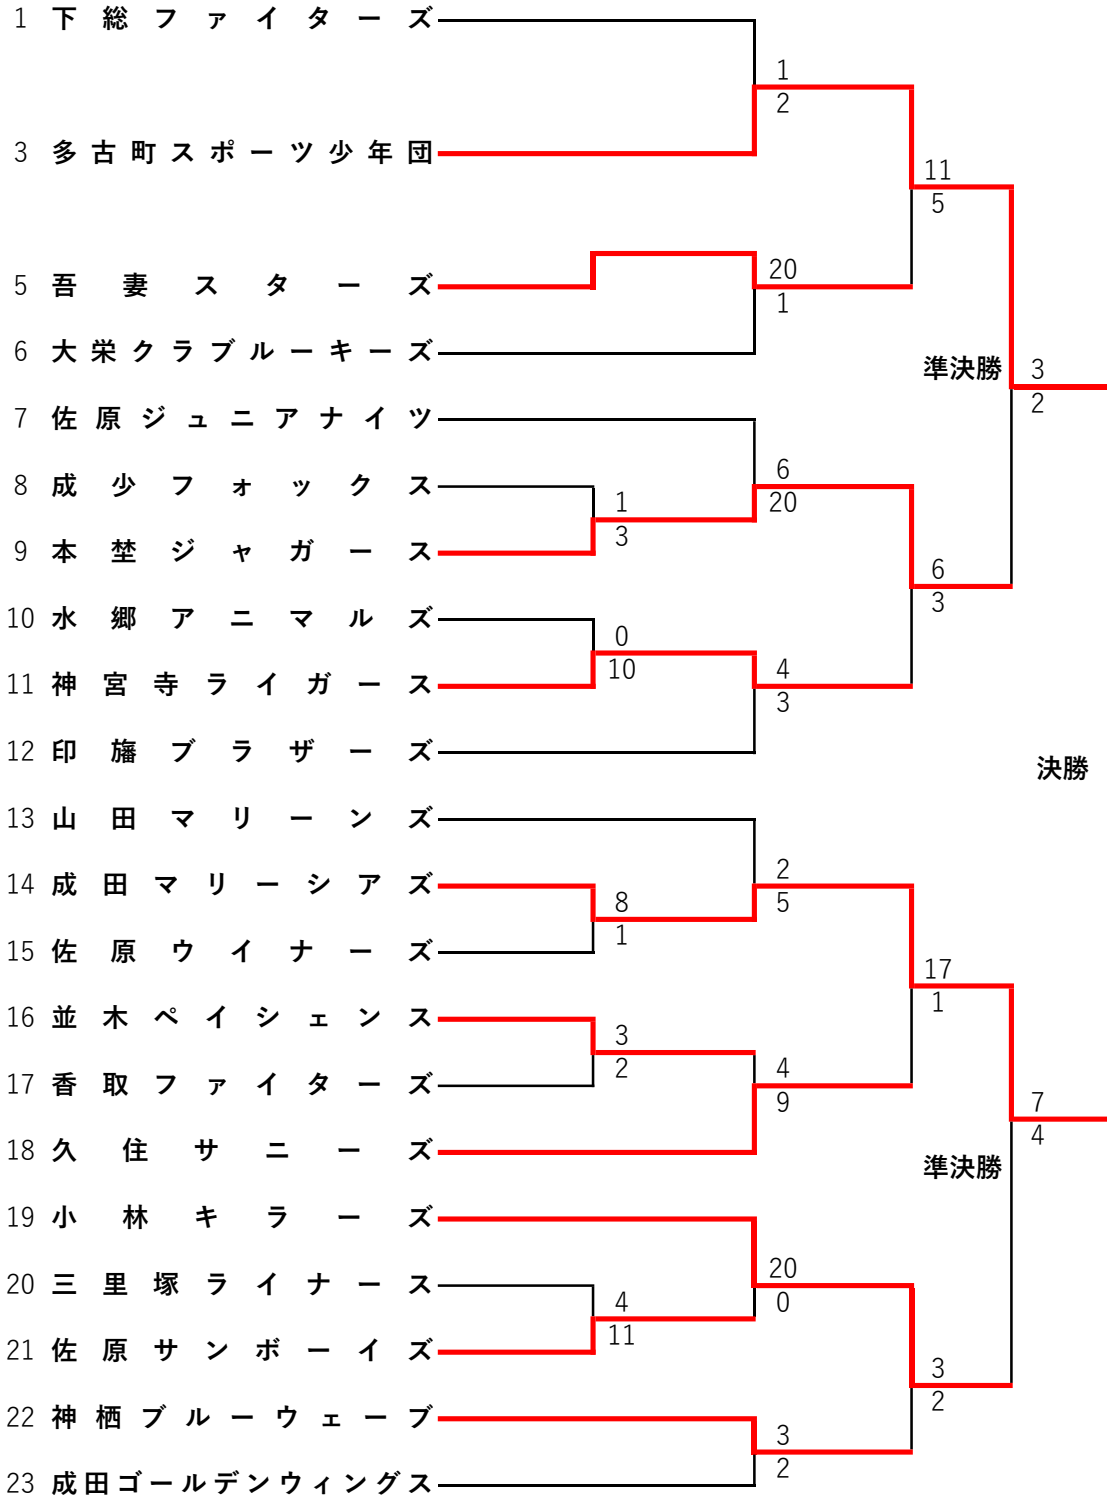 1 下総ファイターズ
1
2
3 多古町スポーツ少年団
11
5
5 吾妻スターズ
20
1
6 大栄クラブルーキーズ
準決勝
3
2
7 佐原ジュニアナイツ
8 成少フォックス
6
20
1
3
9 本埜ジャガース
6
3
10 水郷アニマルズ
0
10
11 神宮寺ライガース
4
3
12 印旛ブラザーズ
決勝
13 山田マリーンズ
14 成田マリーシアズ
2
5
8
1
15 佐原ウイナーズ
17
1
16 並木ペイシェンス
3
2
17 香取ファイターズ
4
9
7
4
18 久住サニーズ
準決勝
19 小林キラーズ
20 三里塚ライナース
20
0
4
11
21 佐原サンボーイズ
3
2
22 神栖ブルーウェーブ
3
2
23 成田ゴールデンウィングス